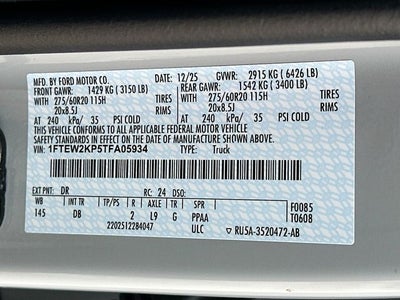 MFD. BY FORD MOTOR CO. 12/25 GVWR: 2915 KG ( 6426 LB)
FRONT GAWR: 1429 KG ( 3150 LB) REAR GAWR: 1542 KG ( 3400 LB)
WITH 275/60R20 115H TIRES WITH 275/60R20 115H TIRES
20x8.5J RIMS 20x8.5J RIMS
AT 240 kPa/ 35 PSI COLD AT 240 kPa/ 35 PSI COLD
THIS VEHICLE CONFORMS TO ALL APPLICABLE FEDERAL MOTOR VEHICLE
SAFETY STANDARDS IN EFFECT ON THE DATE OF MANUFACTURE SHOWN ABOVE.
VIN: 1FTEW2KP5TFA05934 TYPE: Truck
EXT PNT: DR RC: 24 DSO: F0085
WB INT TR TP/PS R AXLE TR SPR T0608
145 DB 2 L9 G PPAA
2202512284047 ULC RU5A-3520472-AB